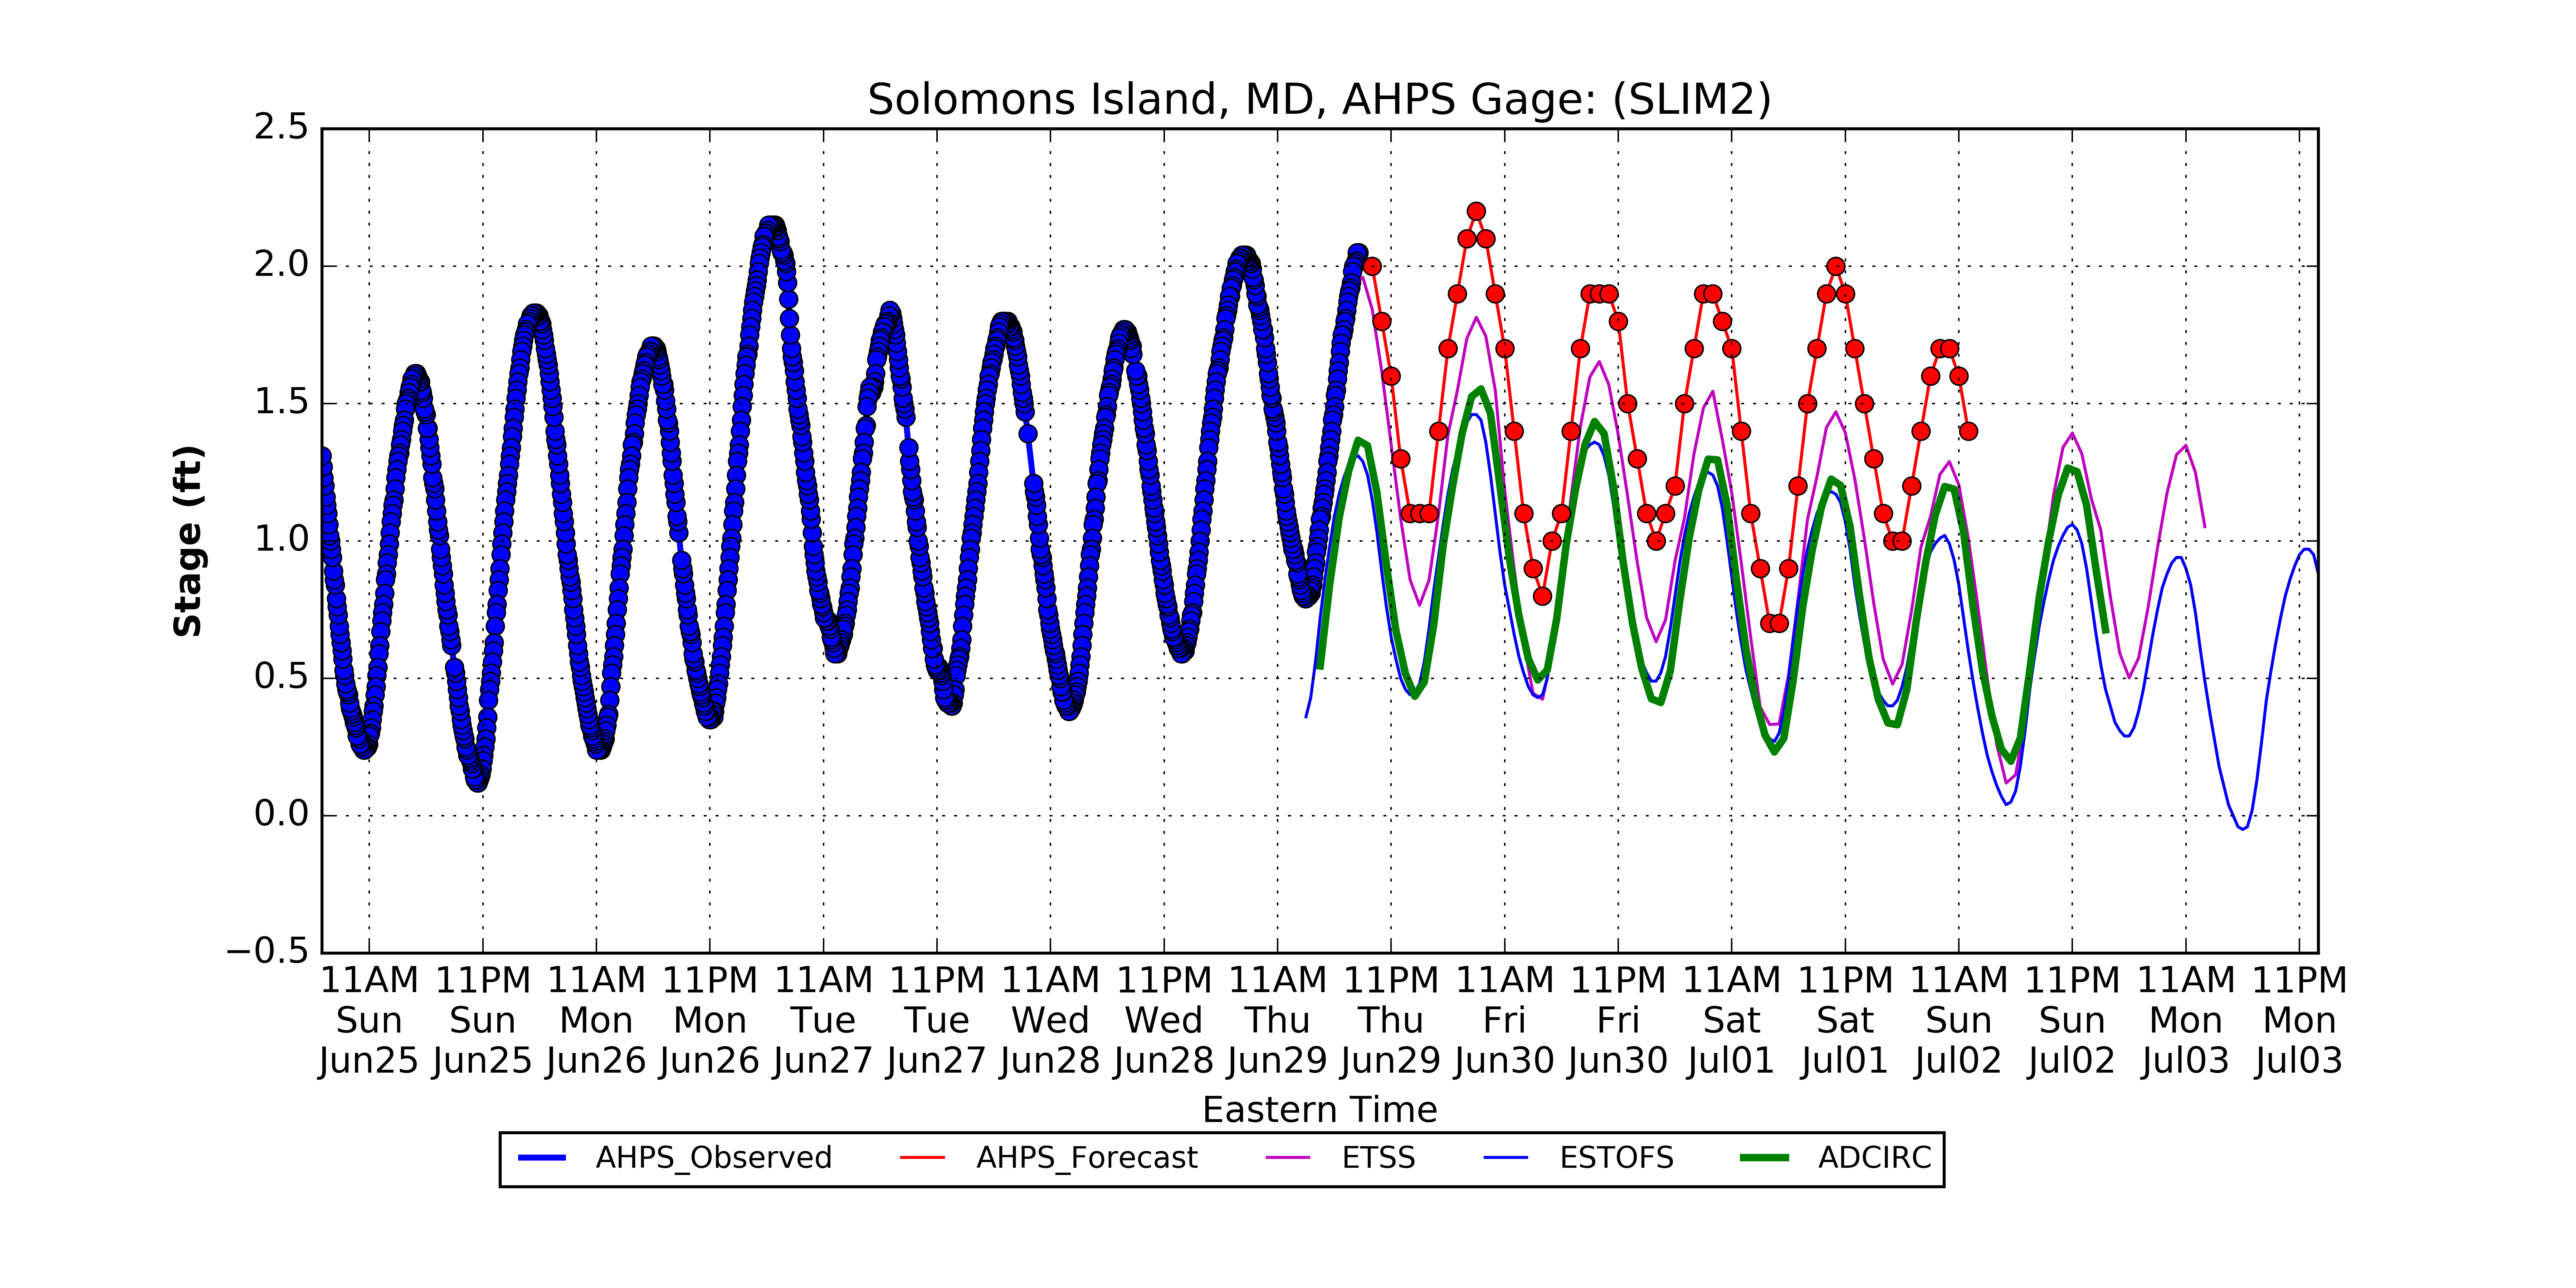 Solomons Island, MD, AHPS Gage: (SLIM2)
2.5
2.0
1.5
1.0
0.5
0.0
−0.5
Stage (ft)
11AM 11PM 11AM 11PM 11AM 11PM 11AM 11PM 11AM 11PM 11AM 11PM 11AM 11PM 11AM 11PM 11AM 11PM
Sun Sun Mon Mon Tue Tue Wed Wed Thu Thu Fri Fri Sat Sat Sun Sun Mon Mon
Jun25 Jun25 Jun26 Jun26 Jun27 Jun27 Jun28 Jun28 Jun29 Jun29 Jun30 Jun30 Jul01 Jul01 Jul02 Jul02 Jul03 Jul03
Eastern Time
AHPS_Observed AHPS_Forecast ETSS ESTOFS ADCIRC